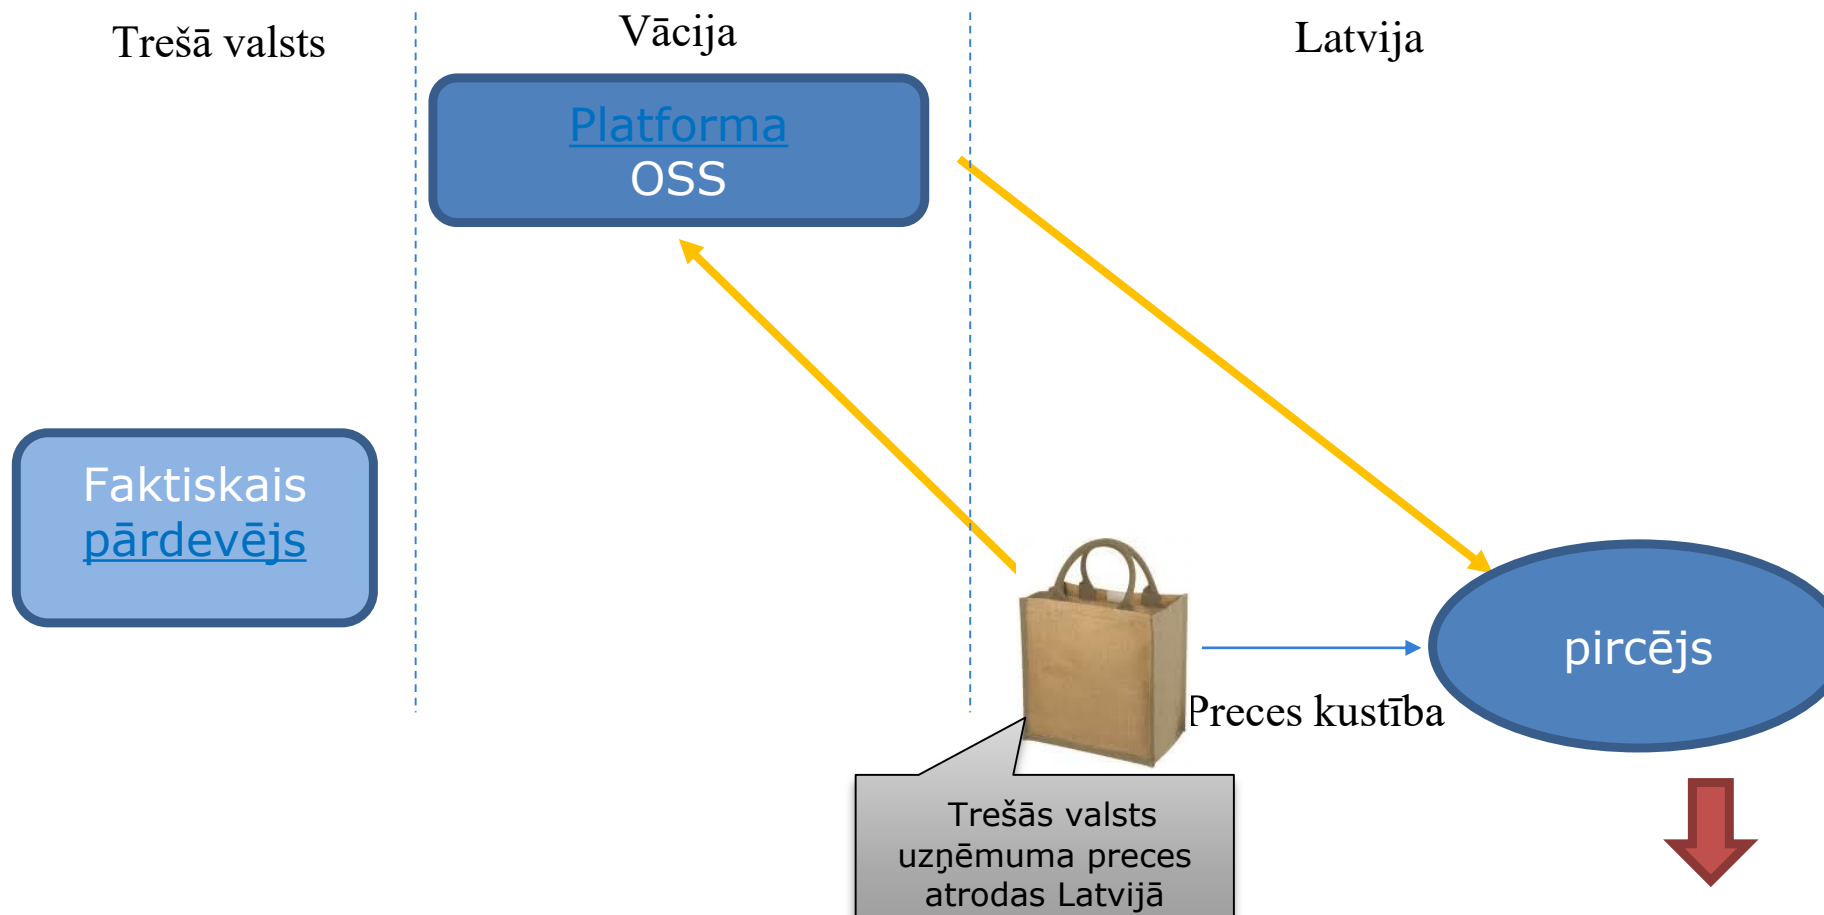 Trešā valsts
Vācija
Latvija
Platforma
OSS
Faktiskais
pārdevējs
pircējs
Preces kustība
Trešās valsts
uzņēmuma preces
atrodas Latvijā